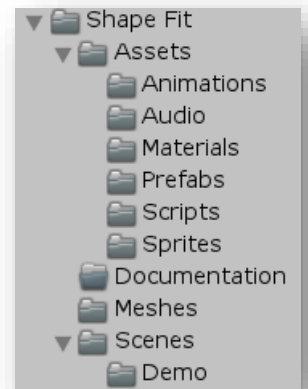 Shape Fit
Assets
Animations
Audio
Materials
Prefabs
Scripts
Sprites
Documentation
Meshes
Scenes
Demo